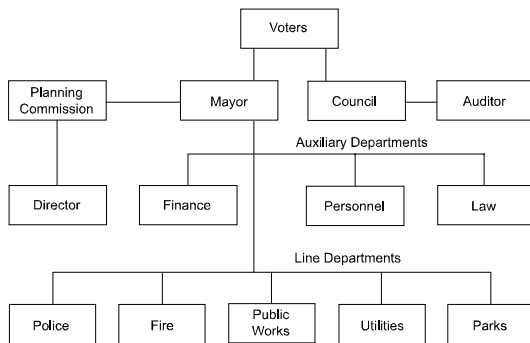 Voters
Planning
Commission
Mayor
Council
Auditor
Auxiliary Departments
Director
Finance
Personnel
Law
Line Departments
Police
Fire
Public
Works
Utilities
Parks